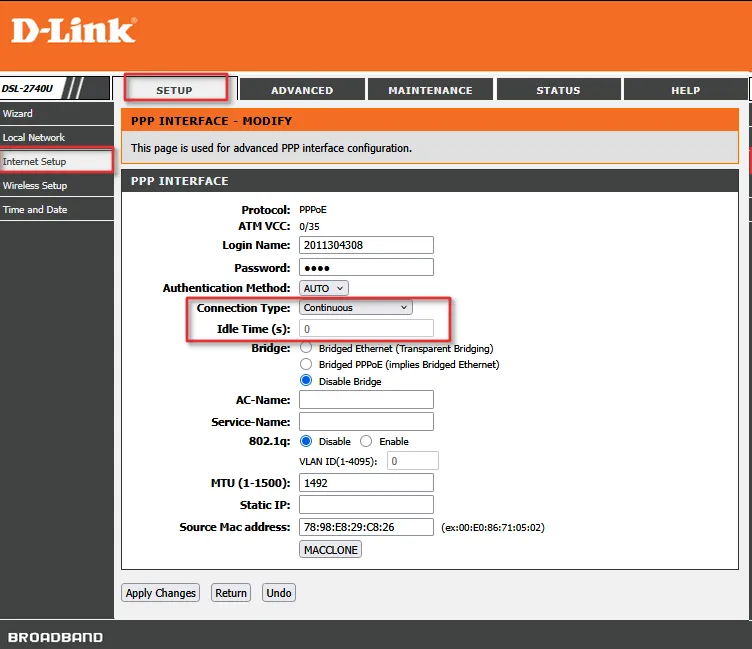 D-Link®
DSL-2740U
SETUP ADVANCED MAINTENANCE STATUS HELP
Wizard
Local Network
Internet Setup
Wireless Setup
Time and Date
PPP INTERFACE - MODIFY
This page is used for advanced PPP interface configuration.
PPP INTERFACE
Protocol: PPPoE
ATM VCC: 0/35
Login Name: 2011304308
Password: ●●●●
Authentication Method: AUTO
Connection Type: Continuous
Idle Time (s): 0
Bridge: Bridged Ethernet (Transparent Bridging)
Bridged PPPoE (implies Bridged Ethernet)
Disable Bridge
AC-Name:
Service-Name:
802.1q: Disable Enable
VLAN ID(1-4095): 0
MTU (1-1500): 1492
Static IP:
Source Mac address: 78:98:E8:29:C8:26 (ex:00:E0:86:71:05:02)
MACCLONE
Apply Changes Return Undo
BROADBAND